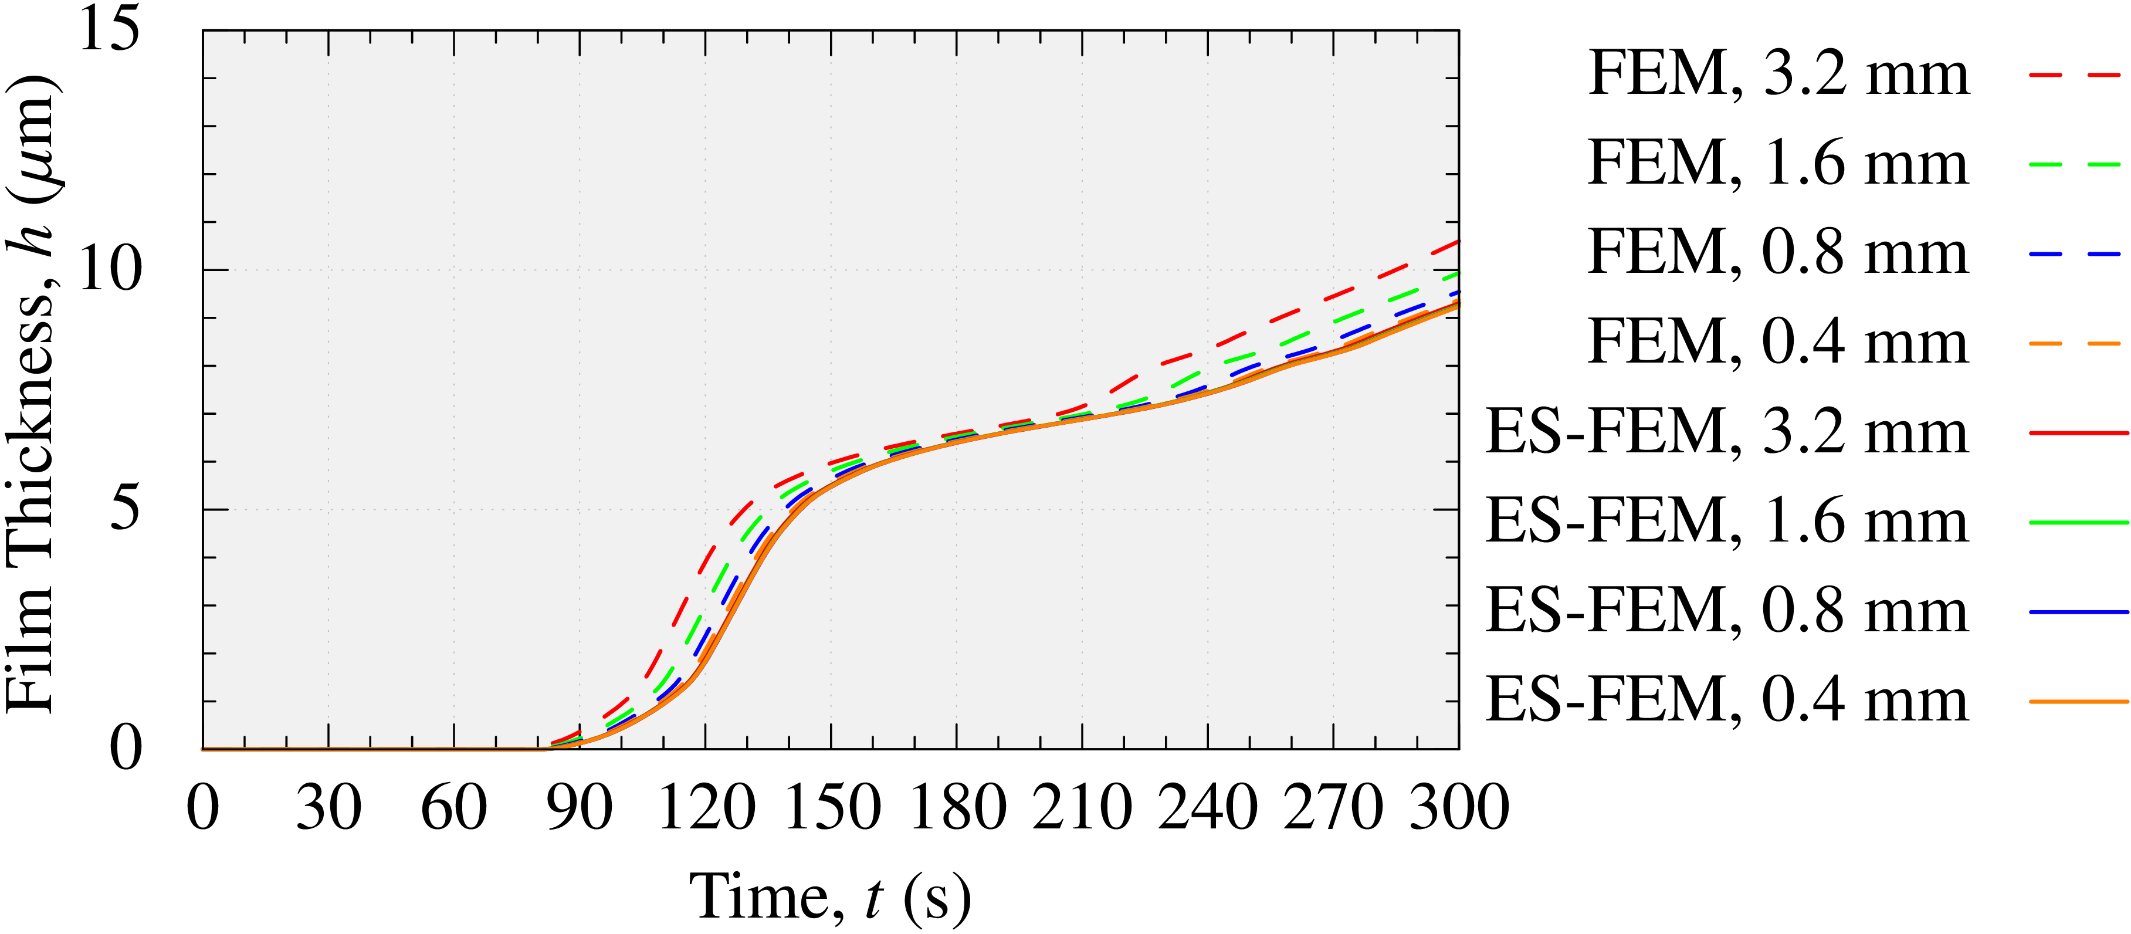 15
10
5
0
Film Thickness, h (μm)
0 30 60 90 120 150 180 210 240 270 300
Time, t (s)
FEM, 3.2 mm
FEM, 1.6 mm
FEM, 0.8 mm
FEM, 0.4 mm
ES-FEM, 3.2 mm
ES-FEM, 1.6 mm
ES-FEM, 0.8 mm
ES-FEM, 0.4 mm